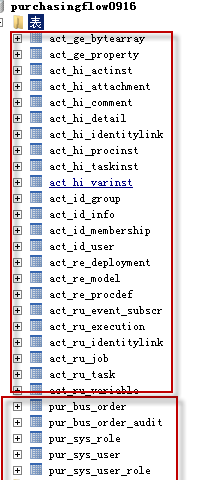 purchasingflow0916
表
act_ge_bytearray
act_ge_property
act_hi_actinst
act_hi_attachment
act_hi_comment
act_hi_detail
act_hi_identitylink
act_hi_procinst
act_hi_taskinst
act_hi_varinst
act_id_group
act_id_info
act_id_membership
act_id_user
act_re_deployment
act_re_model
act_re_procdef
act_ru_event_subscr
act_ru_execution
act_ru_identitylink
act_ru_job
act_ru_task
act_ru_variable
pur_bus_order
pur_bus_order_audit
pur_sys_role
pur_sys_user
pur_sys_user_role